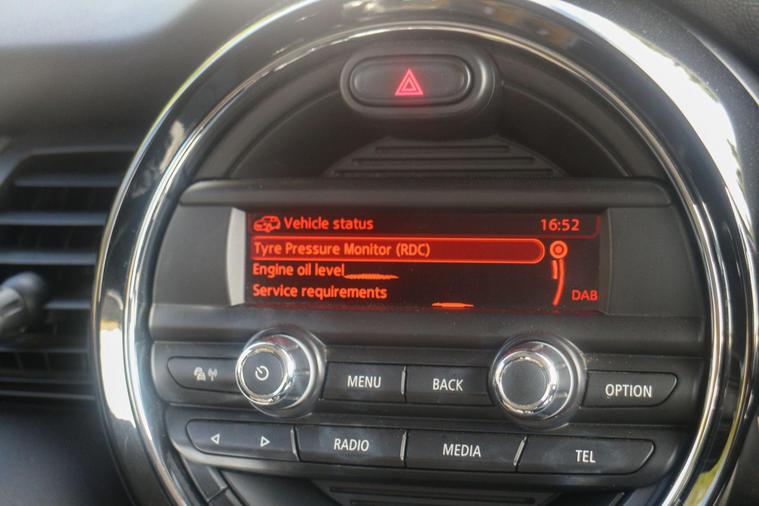 Vehicle status 16:52
Tyre Pressure Monitor (RDC)
Engine oil level
Service requirements DAB
MENU BACK OPTION
RADIO MEDIA TEL